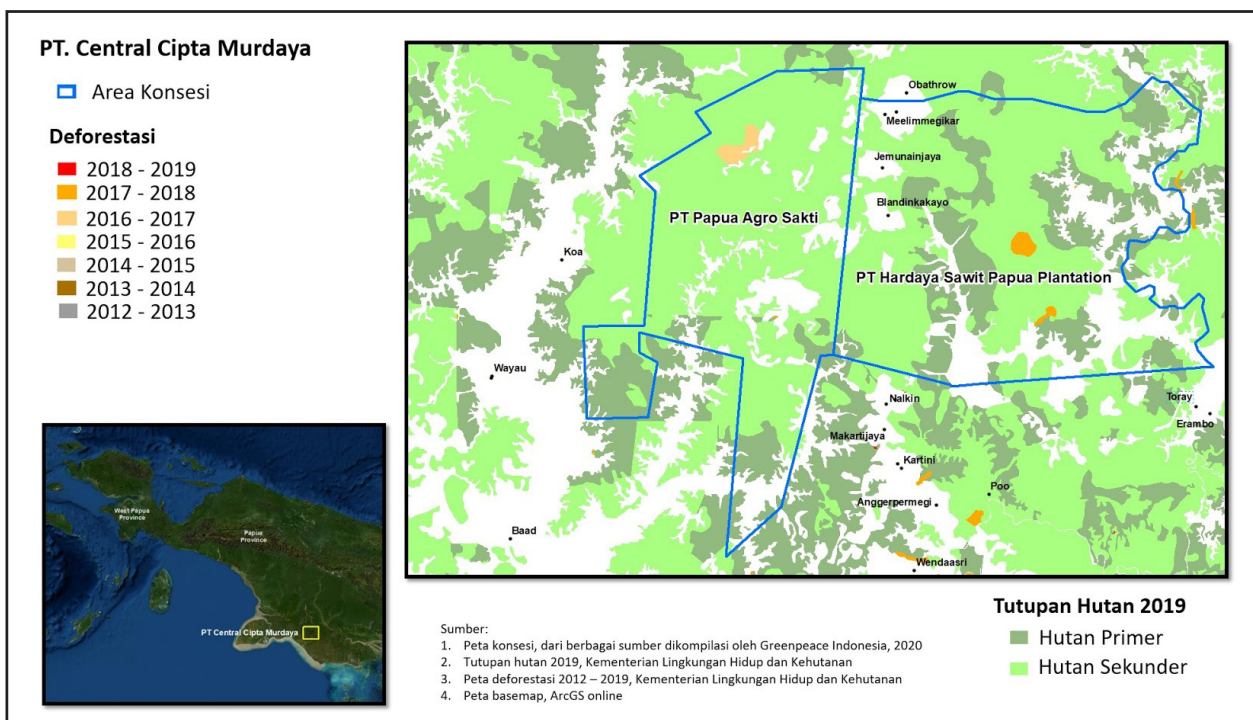 PT. Central Cipta Murdaya
Area Konsesi
Deforestasi
2018 - 2019
2017 - 2018
2016 - 2017
2015 - 2016
2014 - 2015
2013 - 2014
2012 - 2013
Obathrow
Meelimmegikar
Jemunainjaya
Blandinkakayo
PT Papua Agro Sakti
Koa
PT Hardaya Sawit Papua Plantation
Wayau
Nalkin
Toray
Erambo
Makartijaya
Kartini
Poo
Anggerpermegi
Baad
Wendaasri
West Papua
Province
Papua
Province
PT Central Cipta Murdaya
Sumber:
1. Peta konsesi, dari berbagai sumber dikompilasi oleh Greenpeace Indonesia, 2020
2. Tutupan hutan 2019, Kementerian Lingkungan Hidup dan Kehutanan
3. Peta deforestasi 2012 – 2019, Kementerian Lingkungan Hidup dan Kehutanan
4. Peta basemap, ArcGS online
Tutupan Hutan 2019
Hutan Primer
Hutan Sekunder